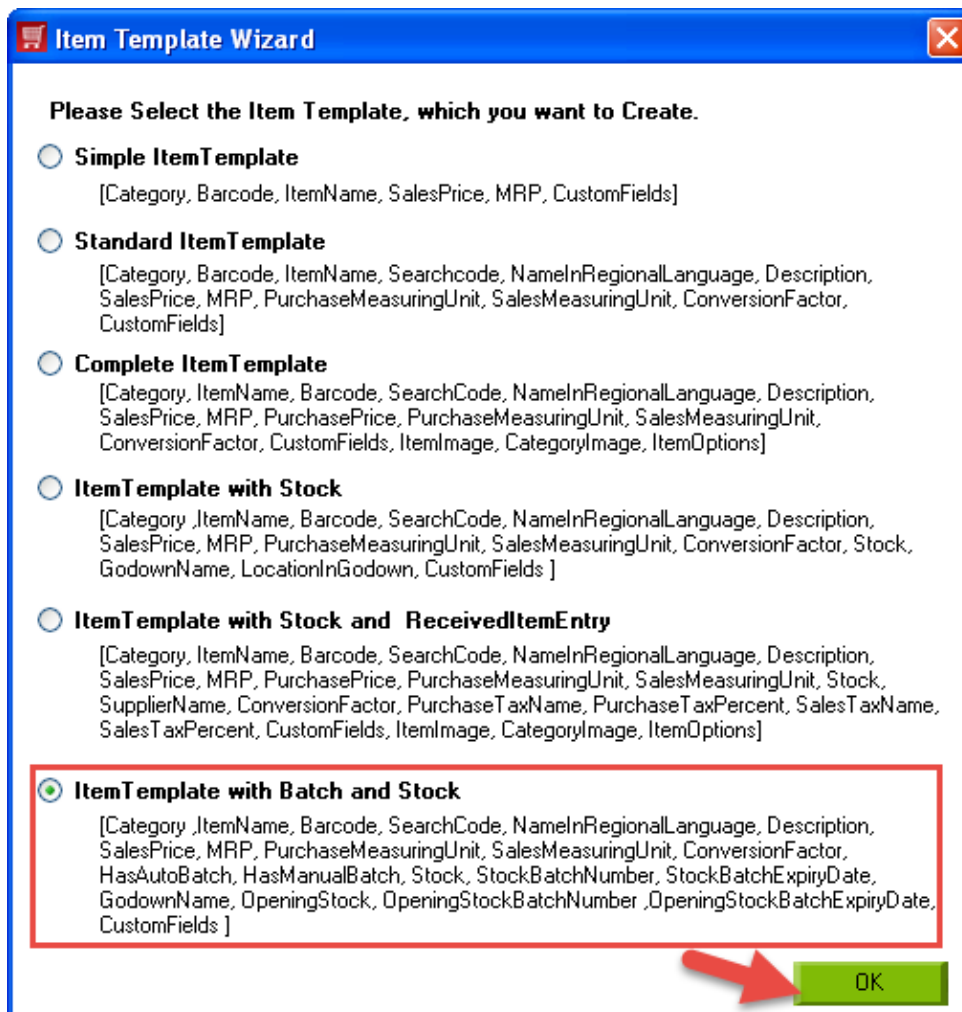 Item Template Wizard
Please Select the Item Template, which you want to Create.
Simple ItemTemplate
[Category, Barcode, ItemName, SalesPrice, MRP, CustomFields]
Standard ItemTemplate
[Category, Barcode, ItemName, Searchcode, NameInRegionalLanguage, Description,
SalesPrice, MRP, PurchaseMeasuringUnit, SalesMeasuringUnit, ConversionFactor,
CustomFields]
Complete ItemTemplate
[Category, ItemName, Barcode, SearchCode, NameInRegionalLanguage, Description,
SalesPrice, MRP, PurchasePrice, PurchaseMeasuringUnit, SalesMeasuringUnit,
ConversionFactor, CustomFields, ItemImage, CategoryImage, ItemOptions]
ItemTemplate with Stock
[Category ,ItemName, Barcode, SearchCode, NameInRegionalLanguage, Description,
SalesPrice, MRP, PurchaseMeasuringUnit, SalesMeasuringUnit, ConversionFactor, Stock,
GodownName, LocationInGodown, CustomFields ]
ItemTemplate with Stock and  ReceivedItemEntry
[Category, ItemName, Barcode, SearchCode, NameInRegionalLanguage, Description,
SalesPrice, MRP, PurchasePrice, PurchaseMeasuringUnit, SalesMeasuringUnit, Stock,
SupplierName, ConversionFactor, PurchaseTaxName, PurchaseTaxPercent, SalesTaxName,
SalesTaxPercent, CustomFields, ItemImage, CategoryImage, ItemOptions]
ItemTemplate with Batch and Stock
[Category ,ItemName, Barcode, SearchCode, NameInRegionalLanguage, Description,
SalesPrice, MRP, PurchaseMeasuringUnit, SalesMeasuringUnit, ConversionFactor,
HasAutoBatch, HasManualBatch, Stock, StockBatchNumber, StockBatchExpiryDate,
GodownName, OpeningStock, OpeningStockBatchNumber ,OpeningStockBatchExpiryDate,
CustomFields ]
OK